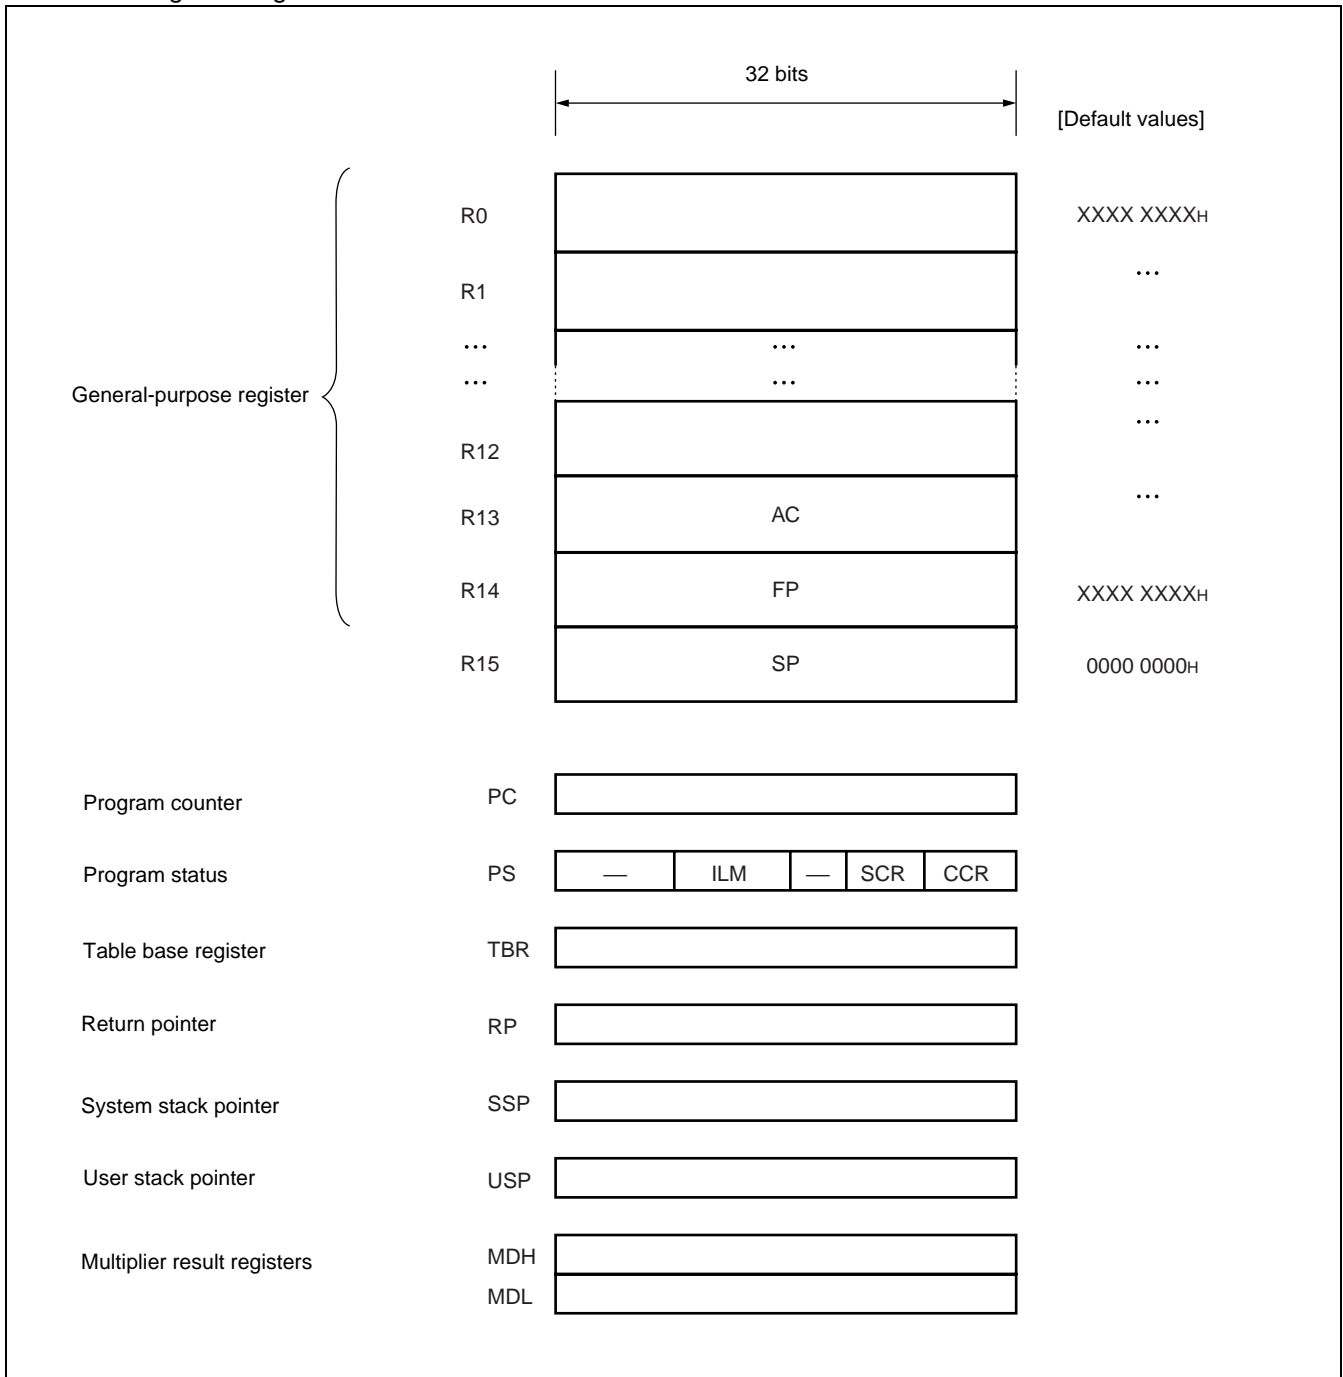 32 bits
[Default values]
R0 XXXX XXXXH
R1 ...
... ... ...
... ... ...
General-purpose register
...
R12
...
R13 AC
R14 FP XXXX XXXXH
R15 SP 0000 0000H
Program counter PC
Program status PS — ILM — SCR CCR
Table base register TBR
Return pointer RP
System stack pointer SSP
User stack pointer USP
Multiplier result registers MDH
MDL